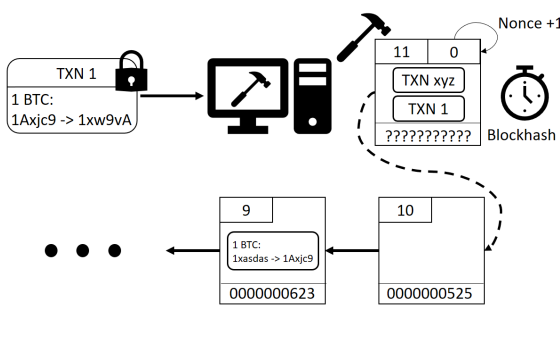 Nonce +1
11 0
TXN xyz
TXN 1
???????????
Blockhash
TXN 1
1 BTC:
1Axjc9 -> 1xw9vA
9
1 BTC:
1xasdas -> 1Axjc9
0000000623
10
0000000525